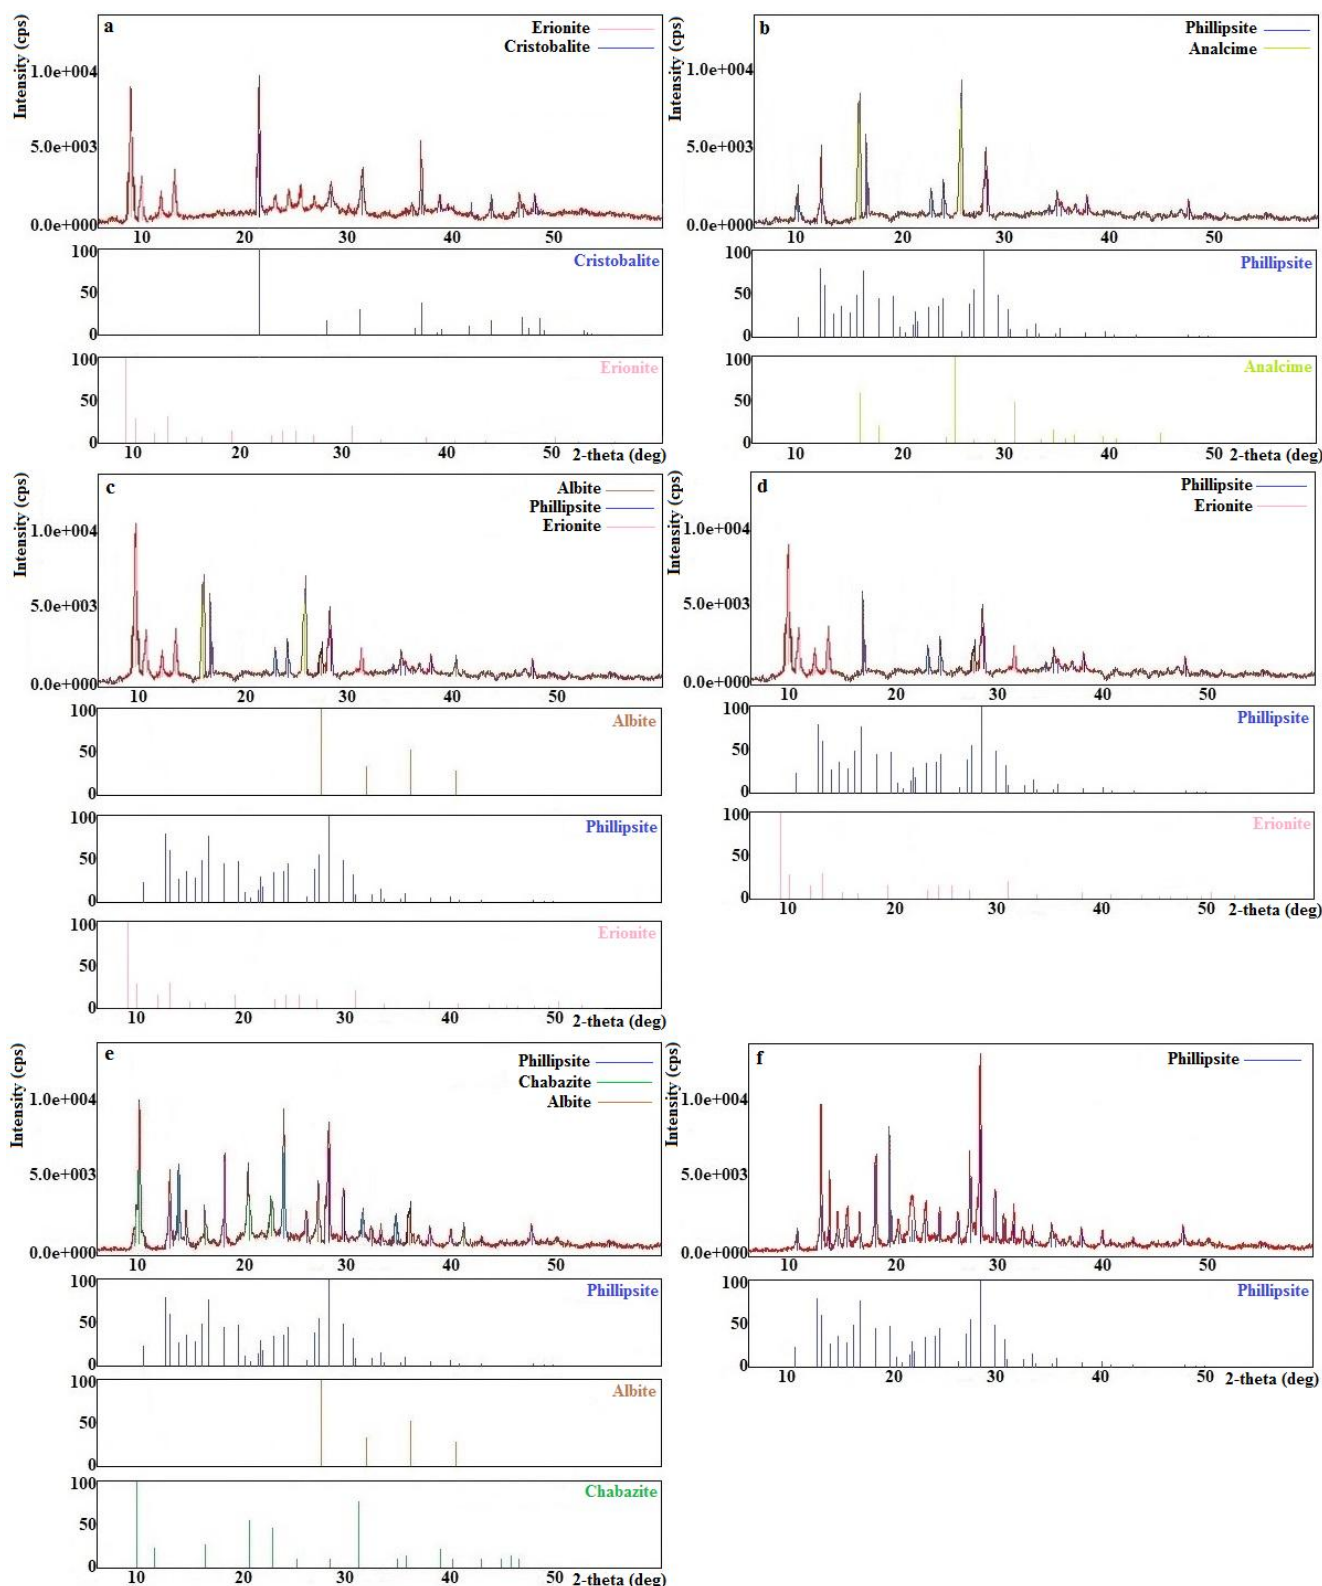 a
Erionite
Cristobalite
Intensity (cps)
1.0e+004
5.0e+003
0.0e+000
10 20 30 40 50
100
Cristobalite
50
0
100
Erionite
50
0
10 20 30 40 50 2-theta (deg)
b
Phillipsite
Analcime
Intensity (cps)
1.0e+004
5.0e+003
0.0e+000
10 20 30 40 50
100
Phillipsite
50
0
100
Analcime
50
0
10 20 30 40 50 2-theta (deg)
c
Albite
Phillipsite
Erionite
Intensity (cps)
1.0e+004
5.0e+003
0.0e+000
10 20 30 40 50
100
Albite
50
0
100
Phillipsite
50
0
100
Erionite
50
0
10 20 30 40 50 2-theta (deg)
d
Phillipsite
Erionite
Intensity (cps)
1.0e+004
5.0e+003
0.0e+000
10 20 30 40 50
100
Phillipsite
50
0
100
Erionite
50
0
10 20 30 40 50 2-theta (deg)
e
Phillipsite
Chabazite
Albite
Intensity (cps)
1.0e+004
5.0e+003
0.0e+000
10 20 30 40 50
100
Phillipsite
50
0
100
Albite
50
0
100
Chabazite
50
0
10 20 30 40 50 2-theta (deg)
f
Phillipsite
Intensity (cps)
1.0e+004
5.0e+003
0.0e+000
10 20 30 40 50
100
Phillipsite
50
0
10 20 30 40 50 2-theta (deg)